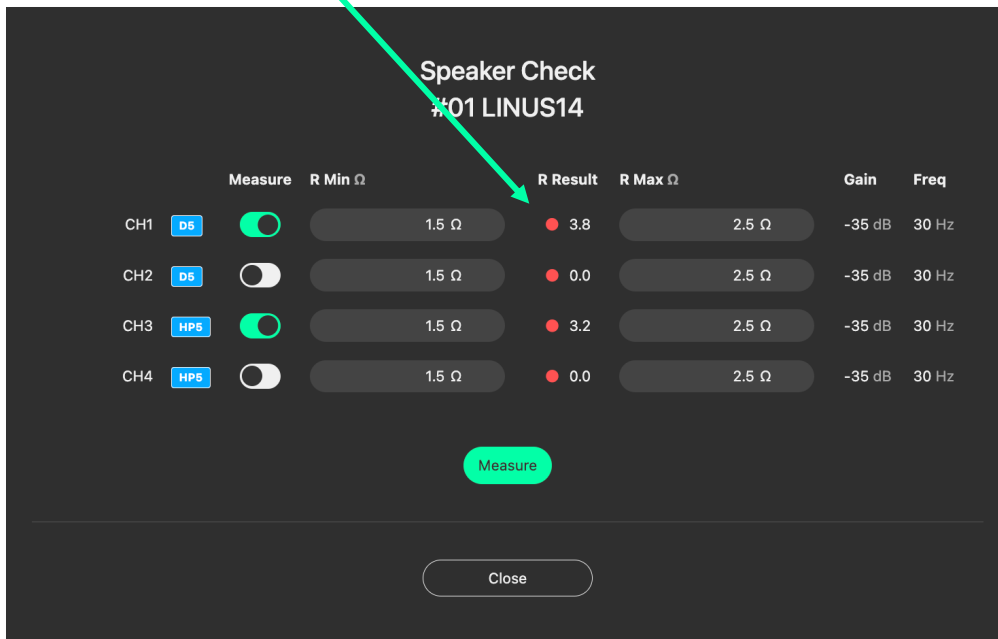 Speaker Check
#01 LINUS14
Measure R Min Ω R Result R Max Ω Gain Freq
CH1 D5 1.5 Ω 3.8 2.5 Ω -35 dB 30 Hz
CH2 D5 1.5 Ω 0.0 2.5 Ω -35 dB 30 Hz
CH3 HP5 1.5 Ω 3.2 2.5 Ω -35 dB 30 Hz
CH4 HP5 1.5 Ω 0.0 2.5 Ω -35 dB 30 Hz
Measure
Close